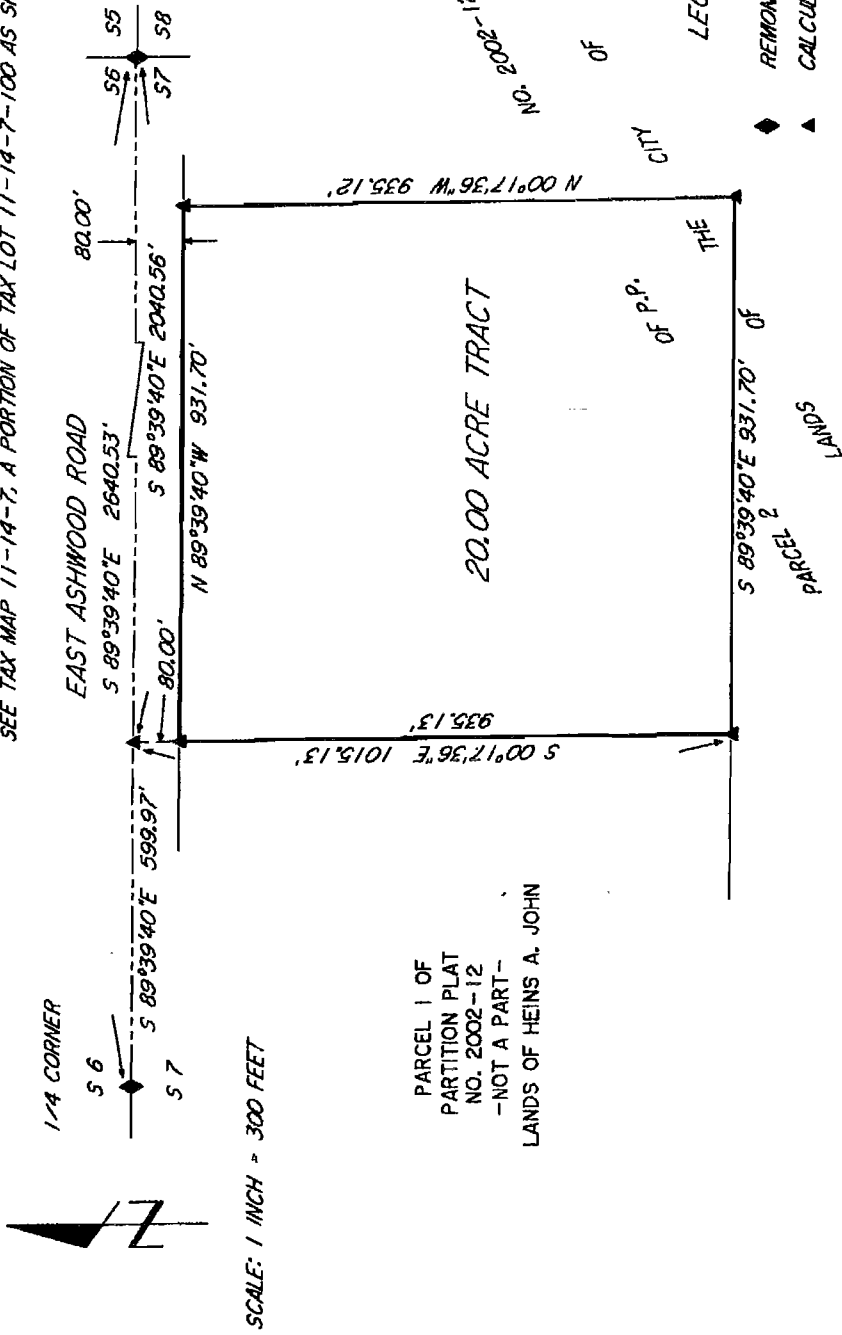 SEE TAX MAP 11-14-7, A PORTION OF TAX LOT 11-14-7-100 AS
1/4 CORNER
S 6
S 7
EAST ASHWOOD ROAD
S 89°39'40"E 2640.53'
S6
S5
S7
S8
80.00'
S 89°39'40"E 599.97'
80.00'
S 89°39'40"E 2040.56'
N 89°39'40"W 931.70'
SCALE: 1 INCH = 300 FEET
S 00°17'36"E 1015.13'
935.13'
20.00 ACRE TRACT
N 00°17'36"W 935.12'
PARCEL 1 OF
PARTITION PLAT
NO. 2002-12
-NOT A PART-
LANDS OF HEINS A. JOHN
S 89°39'40"E 931.70'
PARCEL 2
OF P.P.
NO. 2002-12
LANDS
OF
THE
CITY
OF